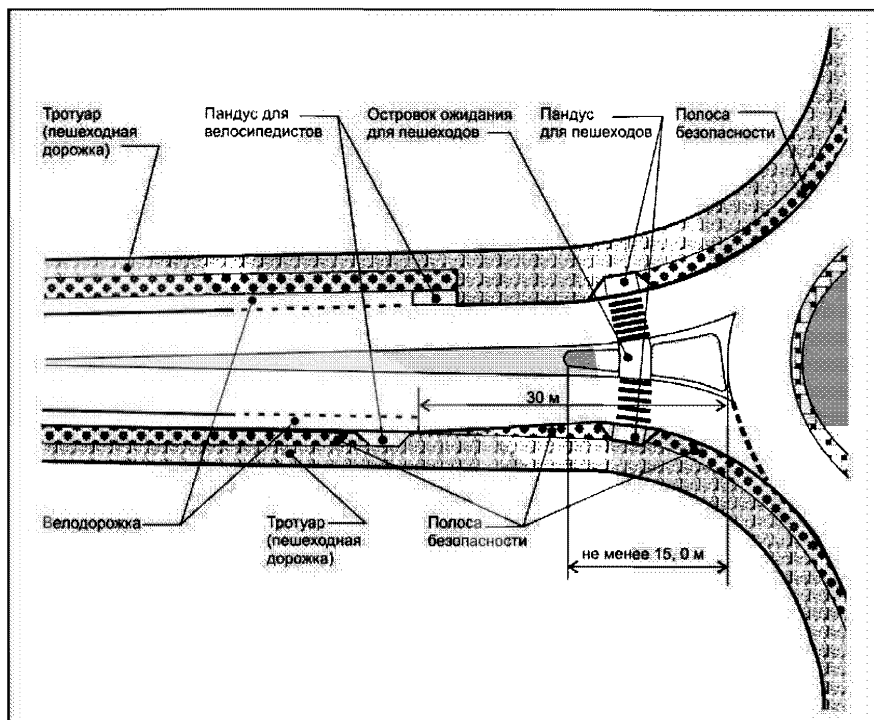 Тротуар
(пешеходная
дорожка)
Пандус для
велосипедистов
Островок ожидания
для пешеходов
Пандус
для пешеходов
Полоса
безопасности
30 м
Велодорожка
Тротуар
(пешеходная
дорожка)
Полоса
безопасности
не менее 15, 0 м